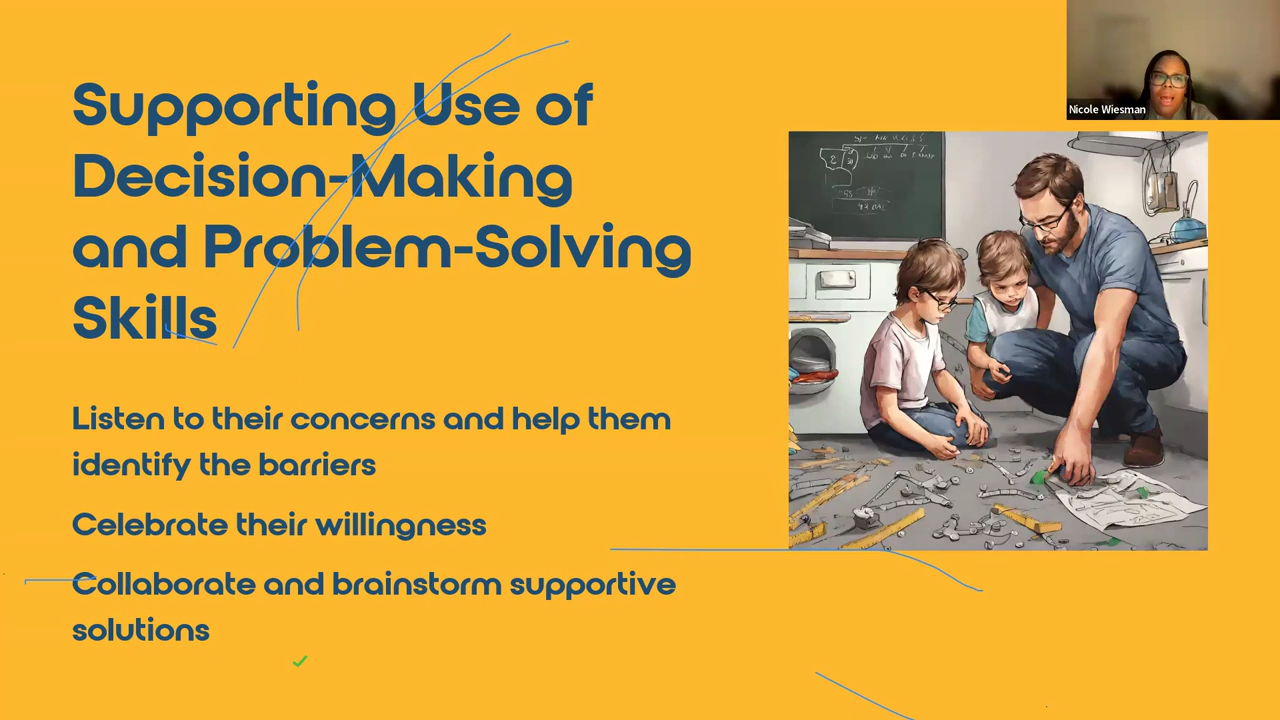 Supporting Use of
Decision-Making
and Problem-Solving
Skills
Listen to their concerns and help them
identify the barriers
Celebrate their willingness
Collaborate and brainstorm supportive
solutions
Nicole Wiesman